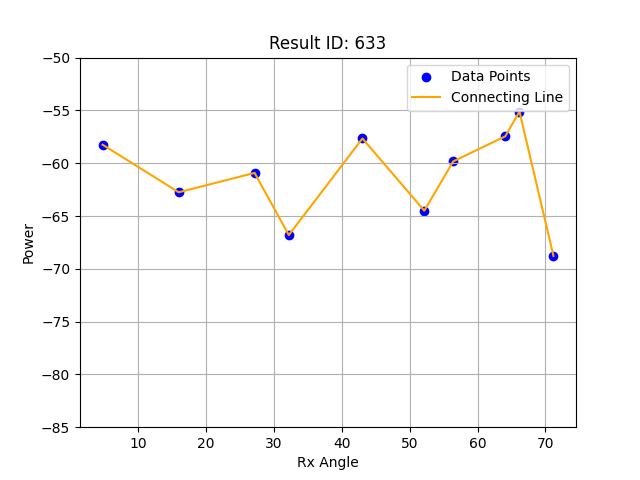 Result ID: 633
Data Points
Connecting Line
−50
−55
−60
−65
−70
−75
−80
−85
Power
10 20 30 40 50 60 70
Rx Angle